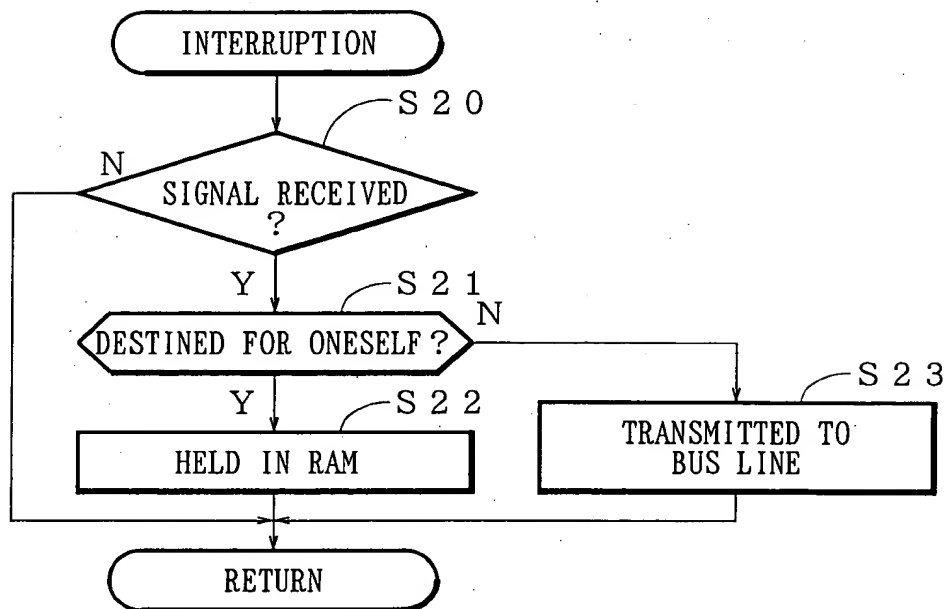 INTERRUPTION
S20
N
SIGNAL RECEIVED
?
Y
S21
N
DESTINED FOR ONESELF?
Y
S22
S23
HELD IN RAM
TRANSMITTED TO
BUS LINE
RETURN